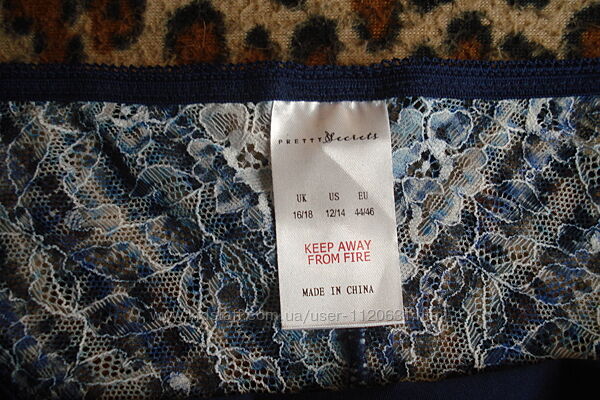 PRETTY Secrets
UK US EU
16/18 12/14 44/46
KEEP AWAY
FROM FIRE
MADE IN CHINA